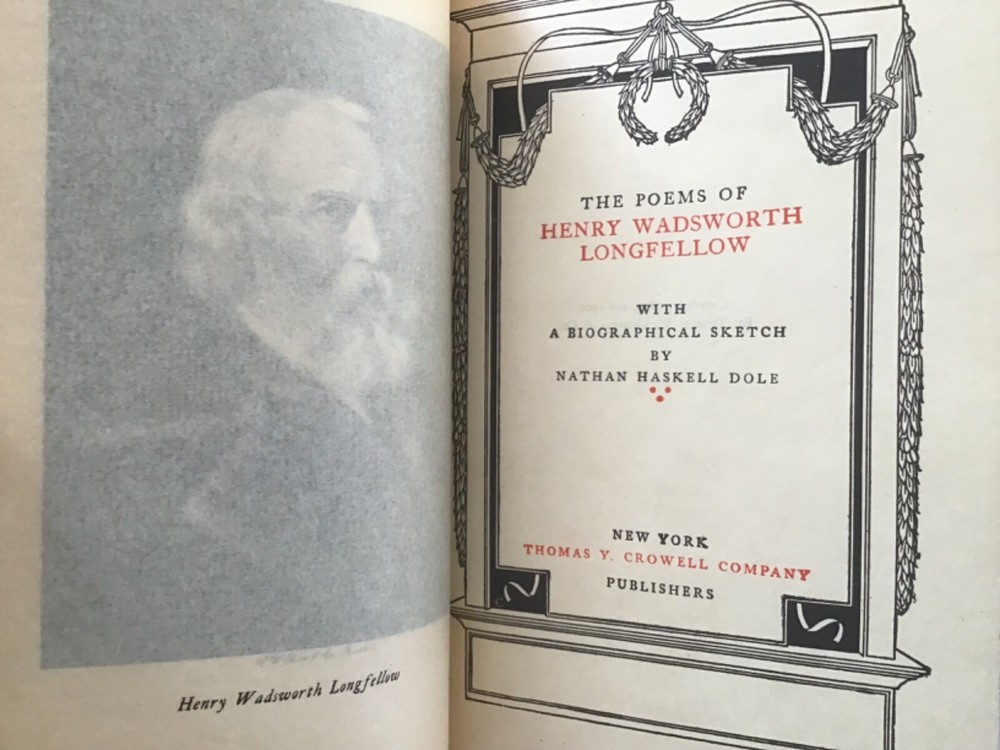 Henry Wadsworth Longfellow
THE POEMS OF
HENRY WADSWORTH
LONGFELLOW
WITH
A BIOGRAPHICAL SKETCH
BY
NATHAN HASKELL DOLE
NEW YORK
THOMAS Y. CROWELL COMPANY
PUBLISHERS